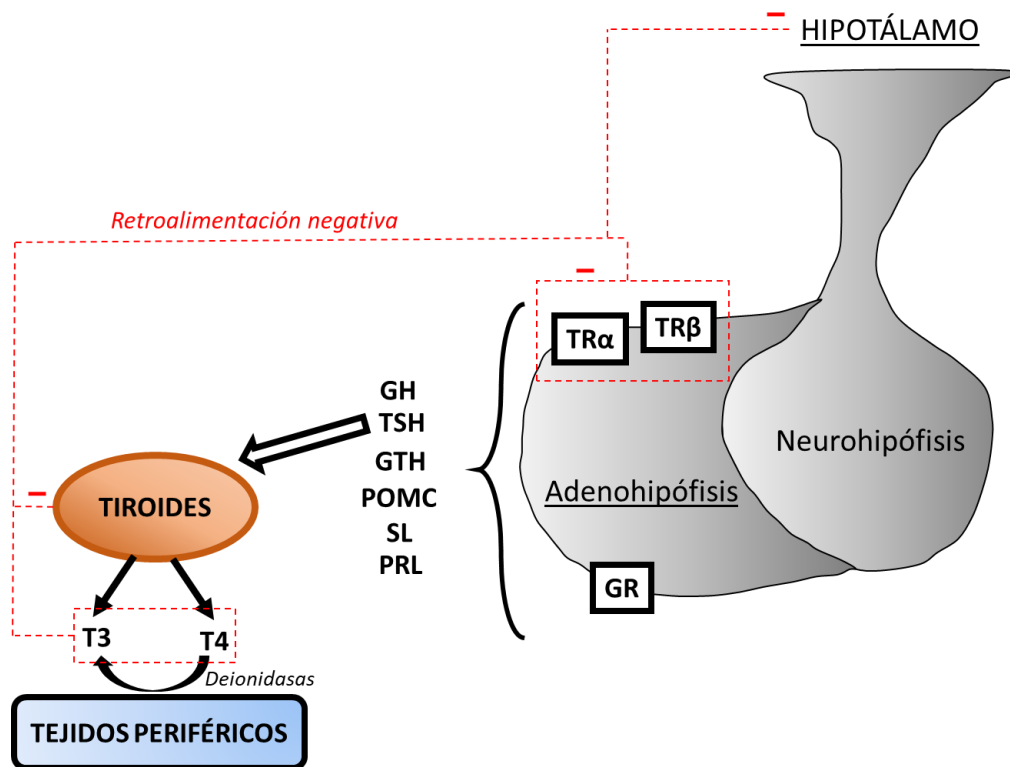 –
HIPOTÁLAMO
Retroalimentación negativa
–
TRα
TRβ
GH
TSH
GTH
POMC
SL
PRL
Neurohipófisis
Adenohipófisis
GR
–
TIROIDES
T3
T4
Deionidasas
TEJIDOS PERIFÉRICOS